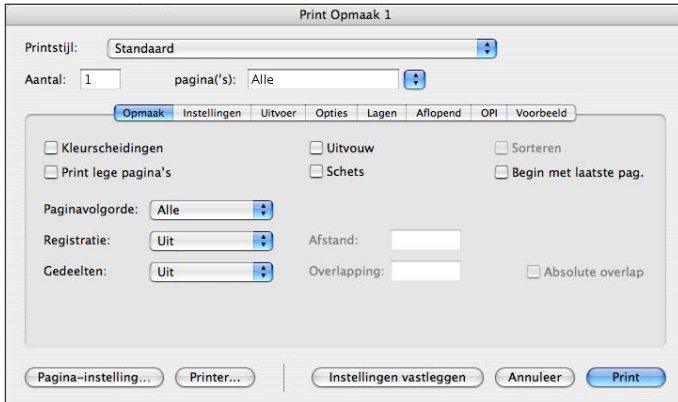 Print Opmaak 1
Printstijl: Standaard
Aantal: 1 pagina('s): Alle
Opmaak Instellingen Uitvoer Opties Lagen Aflopend OPI Voorbeeld
Kleurscheidingen Uitvouw Sorteren
Print lege pagina's Schets Begin met laatste pag.
Paginavolgorde: Alle
Registratie: Uit Afstand:
Gedeelten: Uit Overlapping: Absolute overlap
Pagina-instelling... Printer... Instellingen vastleggen Annuleer Print